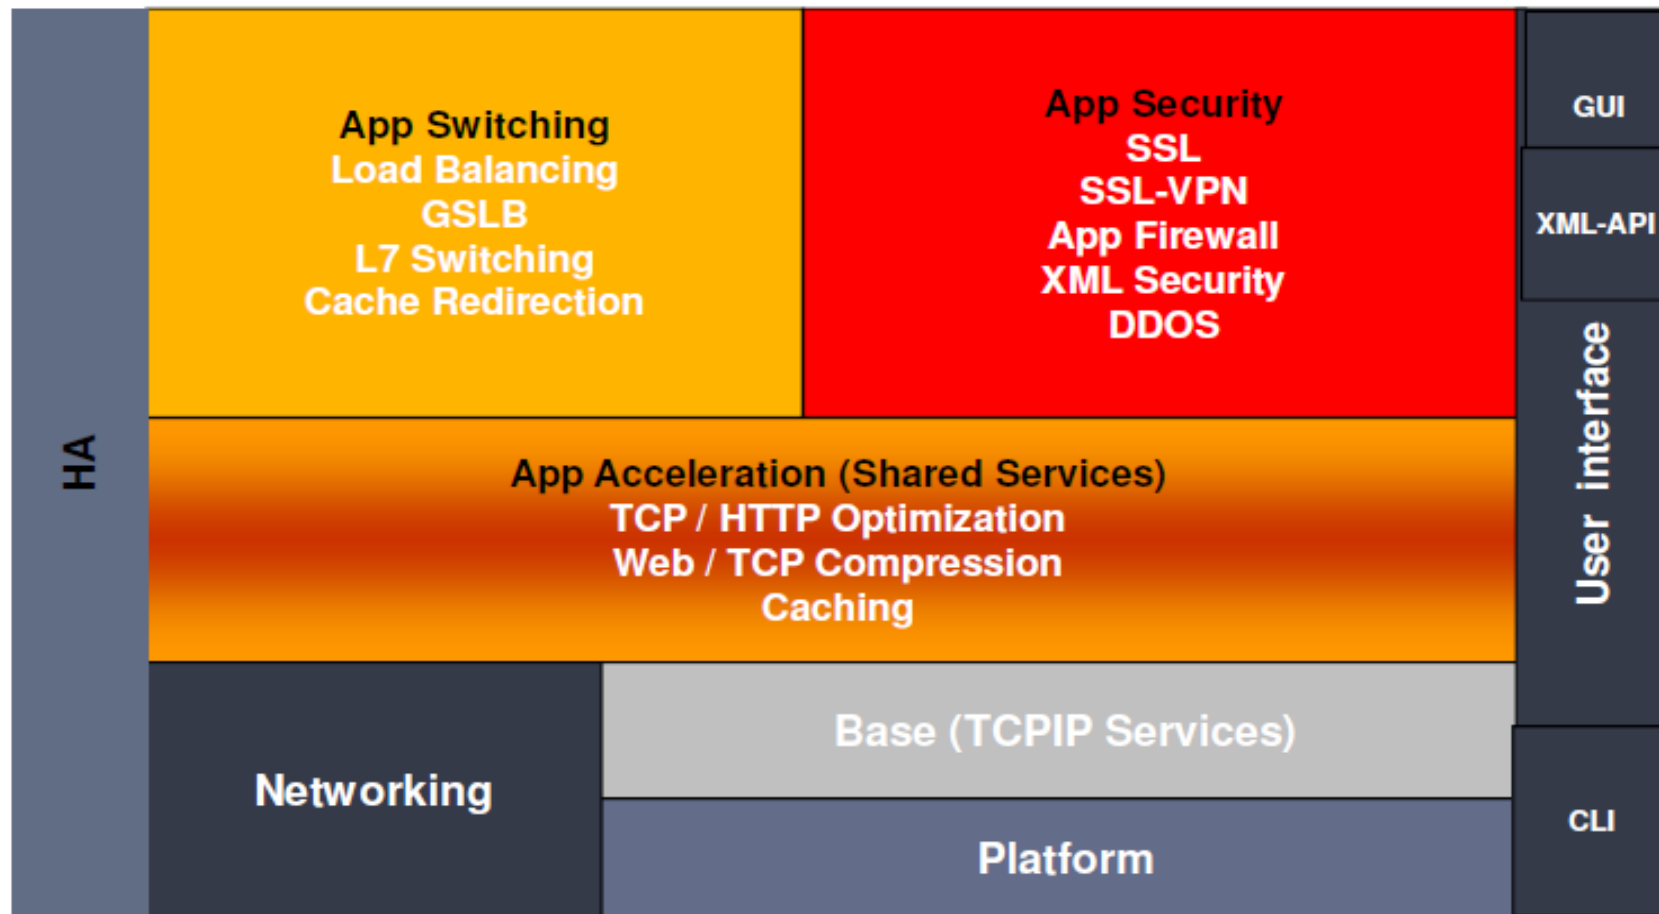 HA
App Switching
Load Balancing
GSLB
L7 Switching
Cache Redirection
App Security
SSL
SSL-VPN
App Firewall
XML Security
DDOS
App Acceleration (Shared Services)
TCP / HTTP Optimization
Web / TCP Compression
Caching
Networking
Base (TCPIP Services)
Platform
GUI
XML-API
User interface
CLI